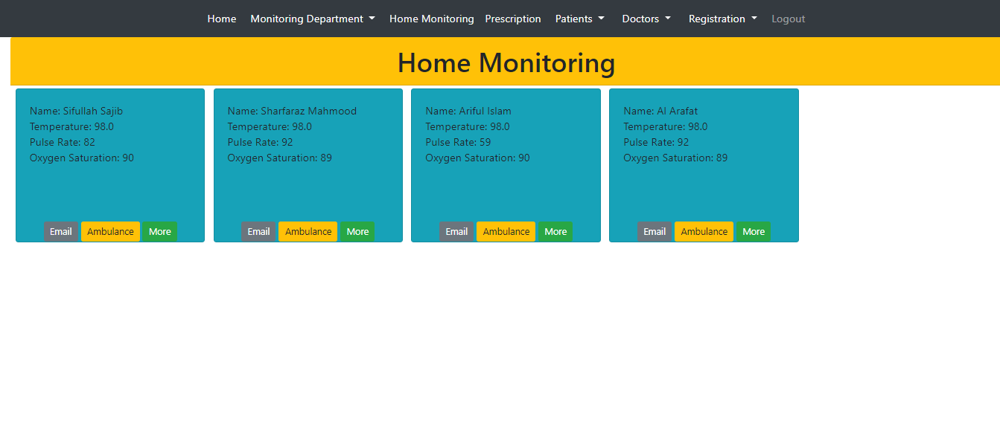 Home Monitoring Department Home Monitoring Prescription Patients Doctors Registration Logout
Home Monitoring
Name: Sifullah Sajib
Temperature: 98.0
Pulse Rate: 82
Oxygen Saturation: 90
Email Ambulance More
Name: Sharfaraz Mahmood
Temperature: 98.0
Pulse Rate: 92
Oxygen Saturation: 89
Email Ambulance More
Name: Ariful Islam
Temperature: 98.0
Pulse Rate: 59
Oxygen Saturation: 90
Email Ambulance More
Name: Al Arafat
Temperature: 98.0
Pulse Rate: 92
Oxygen Saturation: 89
Email Ambulance More